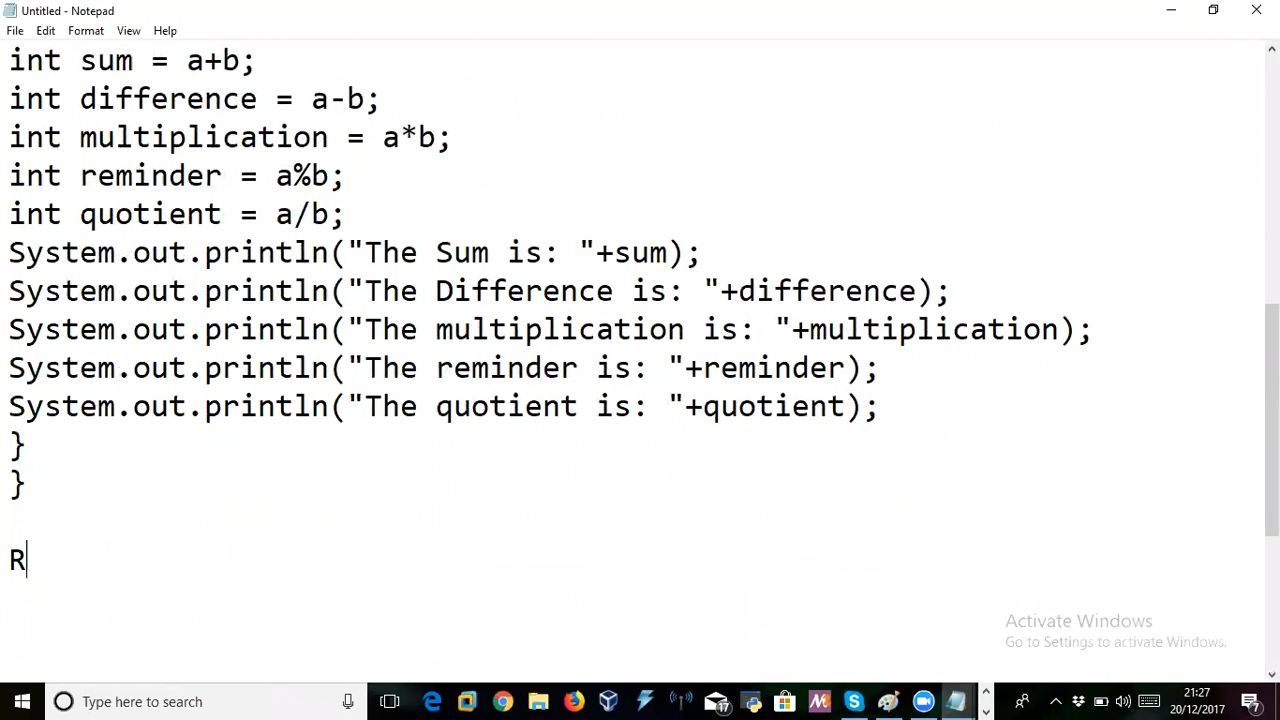 Untitled - Notepad
File Edit Format View Help
int sum = a+b;
int difference = a-b;
int multiplication = a*b;
int reminder = a%b;
int quotient = a/b;
System.out.println("The Sum is: "+sum);
System.out.println("The Difference is: "+difference);
System.out.println("The multiplication is: "+multiplication);
System.out.println("The reminder is: "+reminder);
System.out.println("The quotient is: "+quotient);
}
}
R
Activate Windows
Go to Settings to activate Windows.
Type here to search
17
21:27
20/12/2017
7